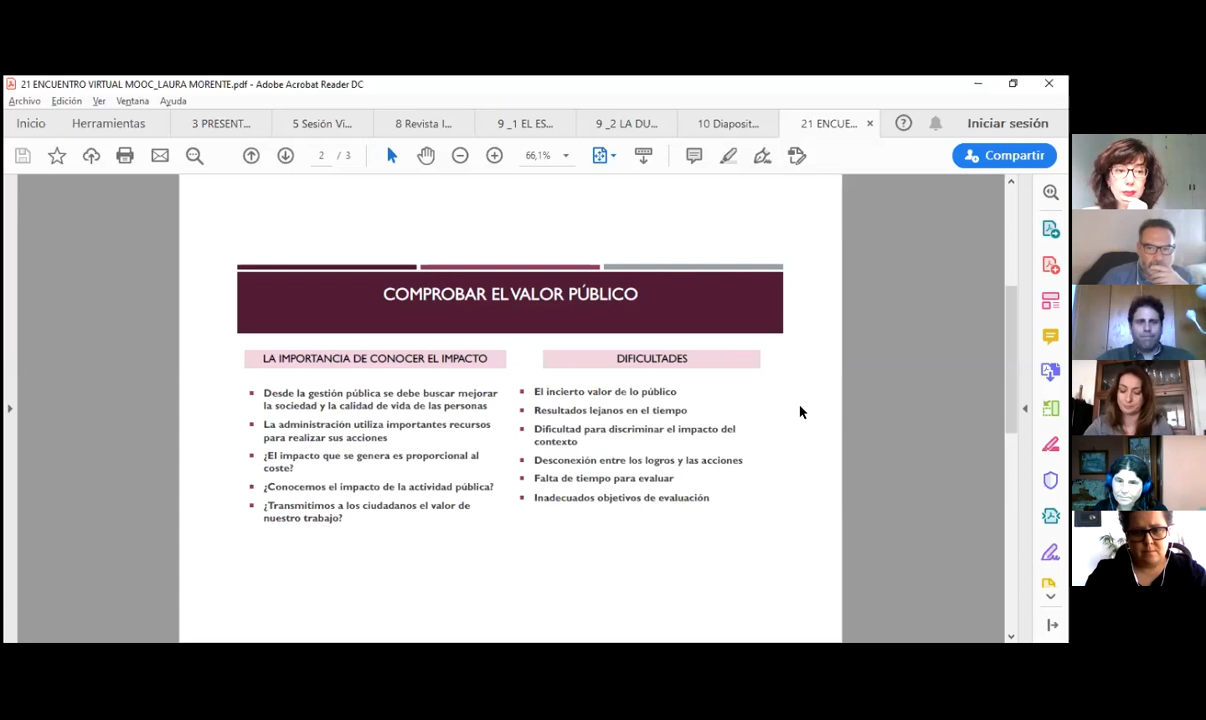 21 ENCUENTRO VIRTUAL MOOC_LAURA MORENTE.pdf - Adobe Acrobat Reader DC
Archivo Edición Ver Ventana Ayuda
Inicio Herramientas 3 PRESENT... 5 Sesión Vi... 8 Revista I... 9 _1 EL ES... 9 _2 LA DU... 10 Diaposit... 21 ENCUE... Iniciar sesión
2 / 3 66,1% Compartir
COMPROBAR EL VALOR PÚBLICO
LA IMPORTANCIA DE CONOCER EL IMPACTO
Desde la gestión pública se debe buscar mejorar
la sociedad y la calidad de vida de las personas
La administración utiliza importantes recursos
para realizar sus acciones
¿El impacto que se genera es proporcional al
coste?
¿Conocemos el impacto de la actividad pública?
¿Transmitimos a los ciudadanos el valor de
nuestro trabajo?
DIFICULTADES
El incierto valor de lo público
Resultados lejanos en el tiempo
Dificultad para discriminar el impacto del
contexto
Desconexión entre los logros y las acciones
Falta de tiempo para evaluar
Inadecuados objetivos de evaluación